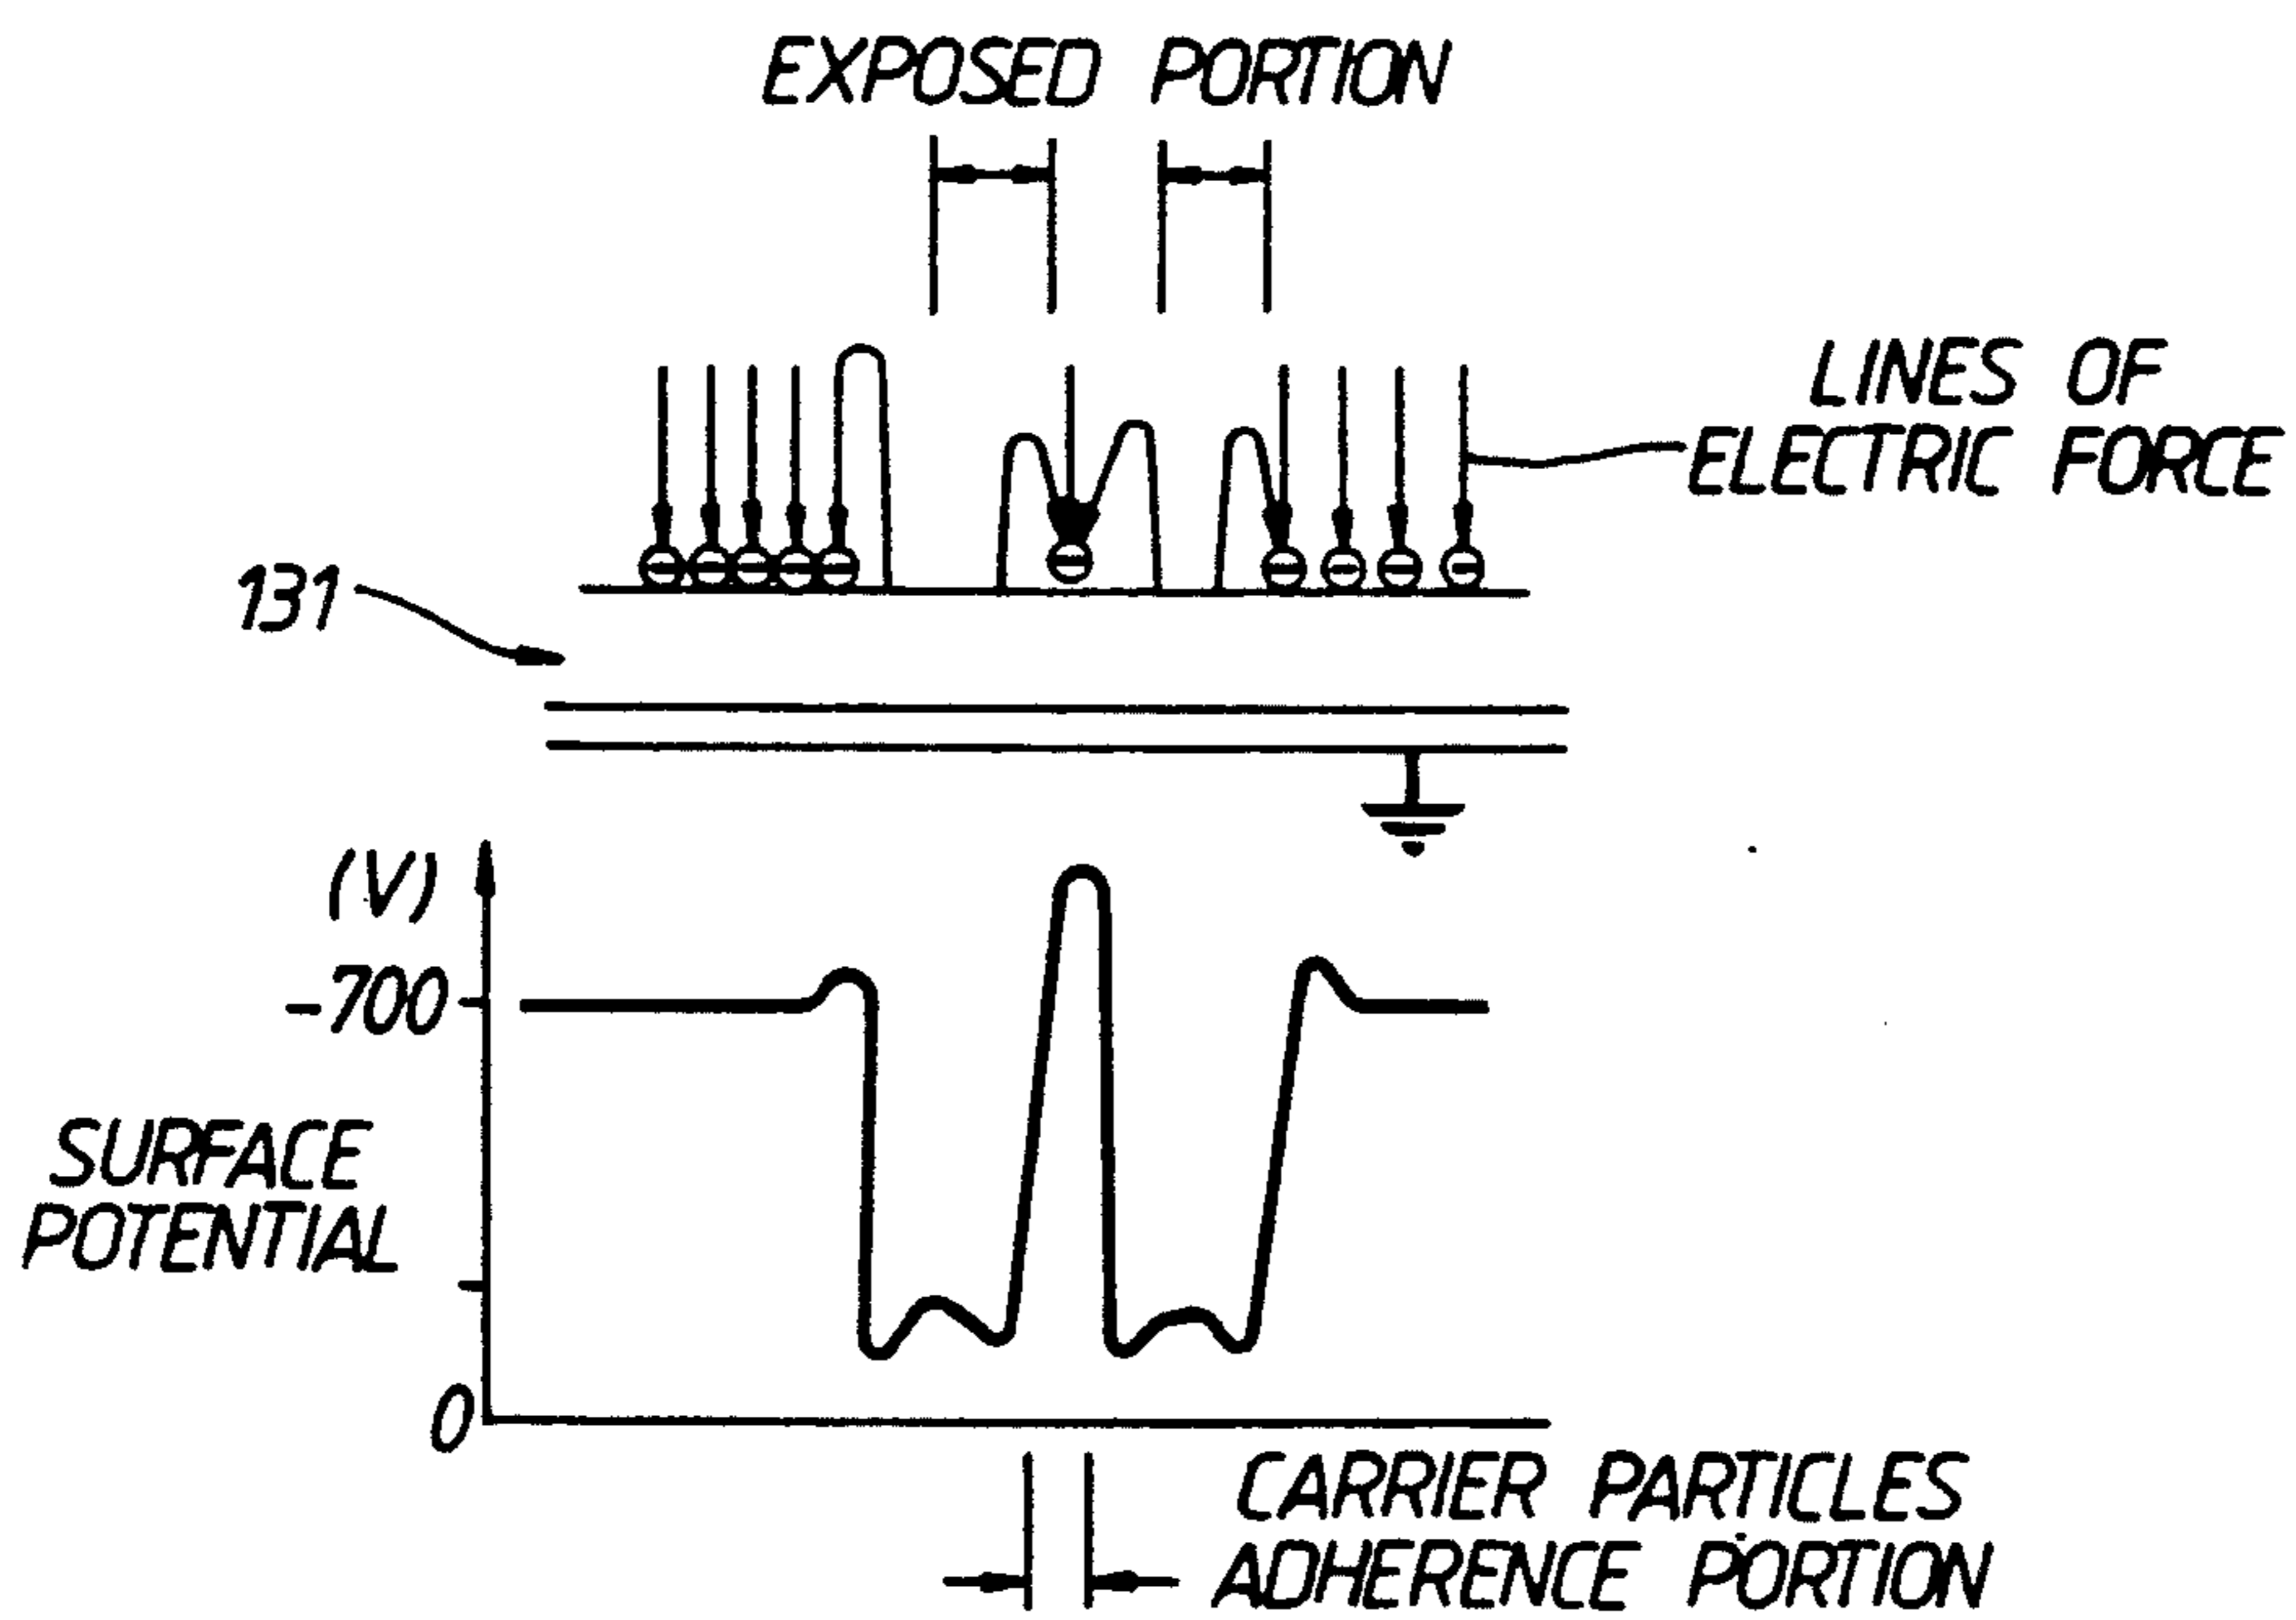 EXPOSED PORTION
LINES OF
ELECTRIC FORCE
131
(V)
-700
SURFACE
POTENTIAL
0
CARRIER PARTICLES
ADHERENCE PORTION